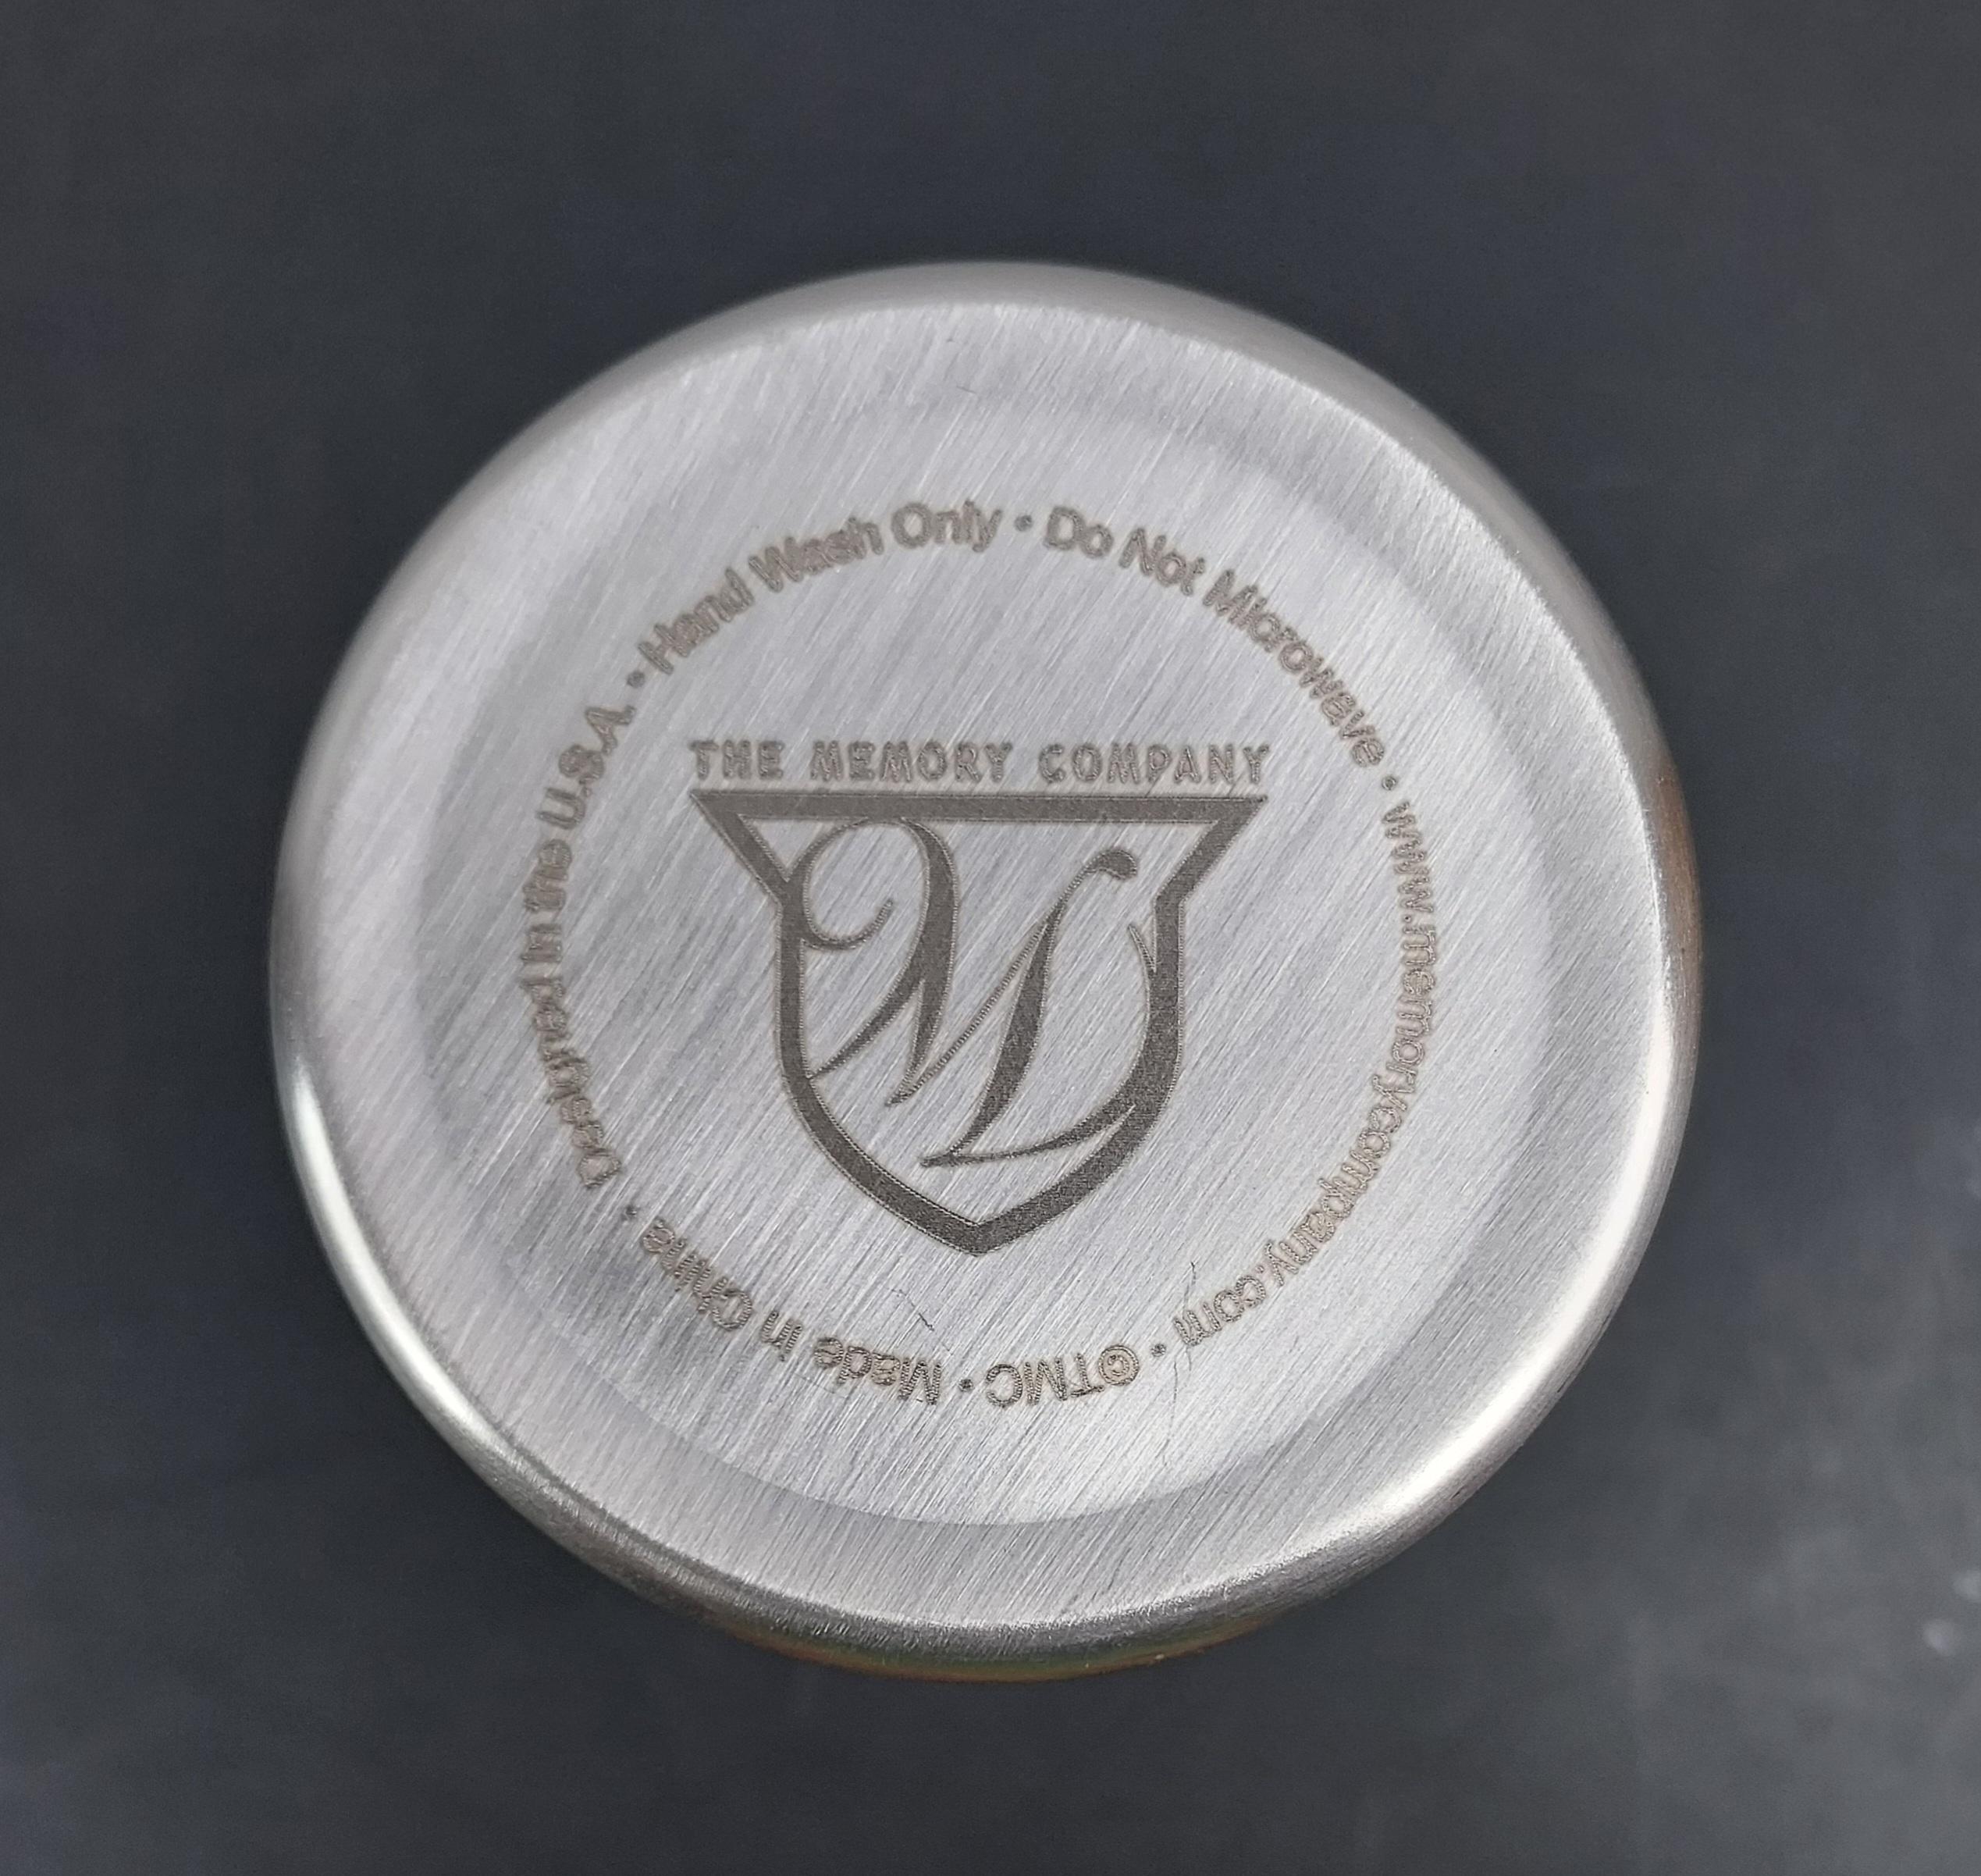 Designed in the U.S.A. • Hand Wash Only • Do Not Microwave • www.memorycompany.com • ©TMC • Made in China •
THE MEMORY COMPANY
M